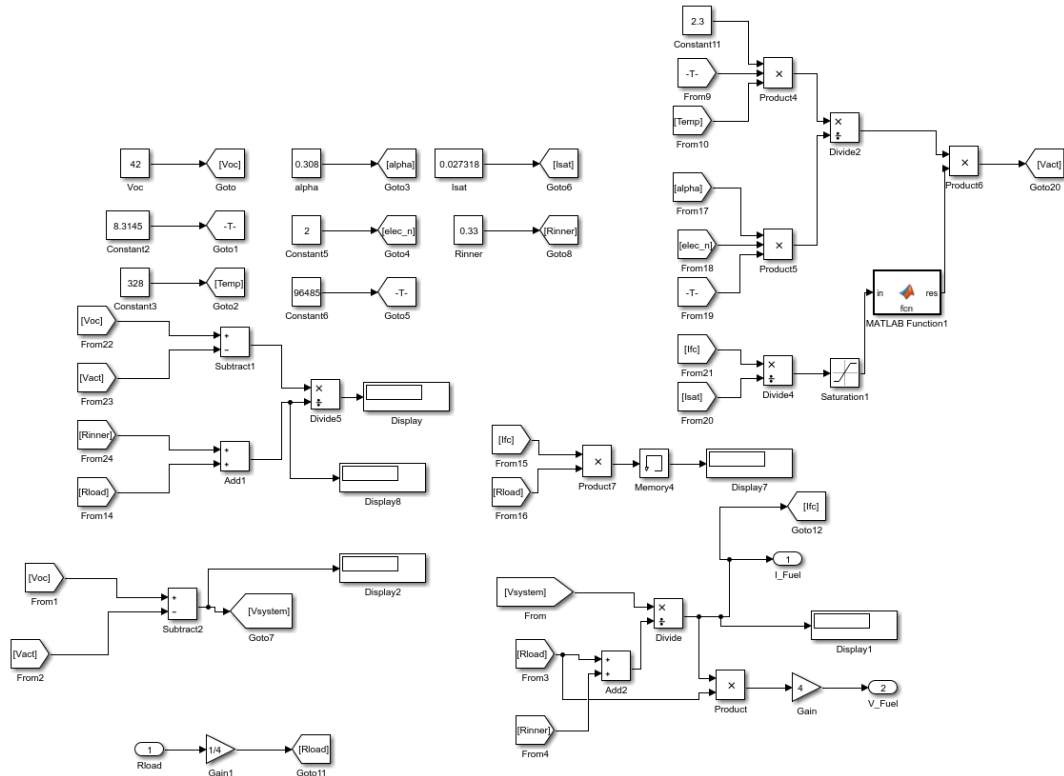 2.3
Constant11
-T-
From9
×
Product4
[Temp]
From10
×
÷
Divide2
42
Voc
[Voc]
Goto
0.308
alpha
[alpha]
Goto3
0.027318
Isat
[Isat]
Goto6
×
Product6
[Vact]
Goto20
[alpha]
From17
8.3145
Constant2
-T-
Goto1
2
Constant5
[elec_n]
Goto4
0.33
Rinner
[Rinner]
Goto8
[elec_n]
From18
×
Product5
328
Constant3
[Temp]
Goto2
96485
Constant6
-T-
Goto5
-T-
From19
in
fcn
res
MATLAB Function1
[Voc]
From22
+
−
Subtract1
[Vact]
From23
×
÷
Divide5
Display
[Ifc]
From21
×
÷
Divide4
[Isat]
From20
Saturation1
[Rinner]
From24
+
+
Add1
[Rload]
From14
Display8
[Ifc]
From15
×
Product7
[Rload]
From16
Memory4
Display7
[Ifc]
Goto12
1
I_Fuel
[Voc]
From1
+
−
Subtract2
[Vact]
From2
Display2
[Vsystem]
Goto7
[Vsystem]
From
×
÷
Divide
Display1
[Rload]
From3
+
+
Add2
×
Product
4
Gain
2
V_Fuel
[Rinner]
From4
1
Rload
1/4
Gain1
[Rload]
Goto11